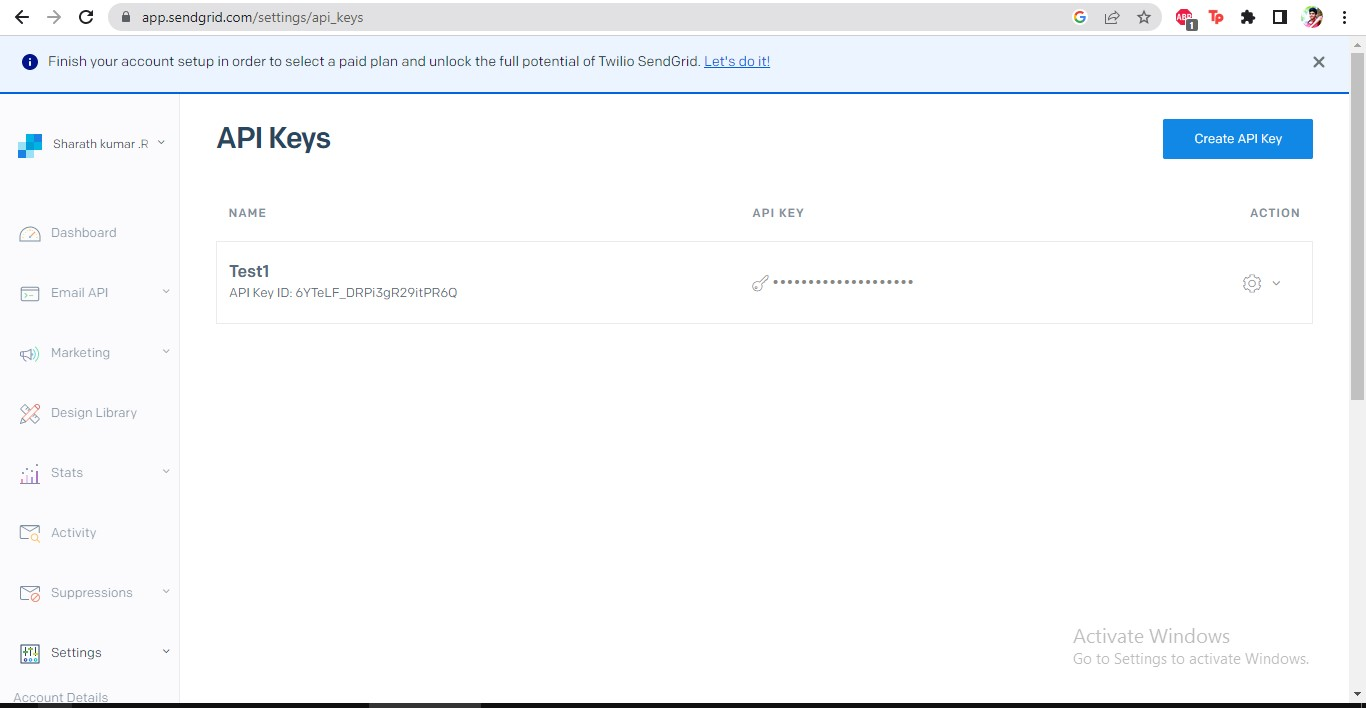 app.sendgrid.com/settings/api_keys
ABP
1
Tp
Finish your account setup in order to select a paid plan and unlock the full potential of Twilio SendGrid. Let's do it!
Sharath kumar .R
API Keys
Create API Key
NAME
API KEY
ACTION
Test1
API Key ID: 6YTeLF_DRPi3gR29itPR6Q
•••••••••••••••••••
Dashboard
Email API
Marketing
Design Library
Stats
Activity
Suppressions
Settings
Account Details
Activate Windows
Go to Settings to activate Windows.